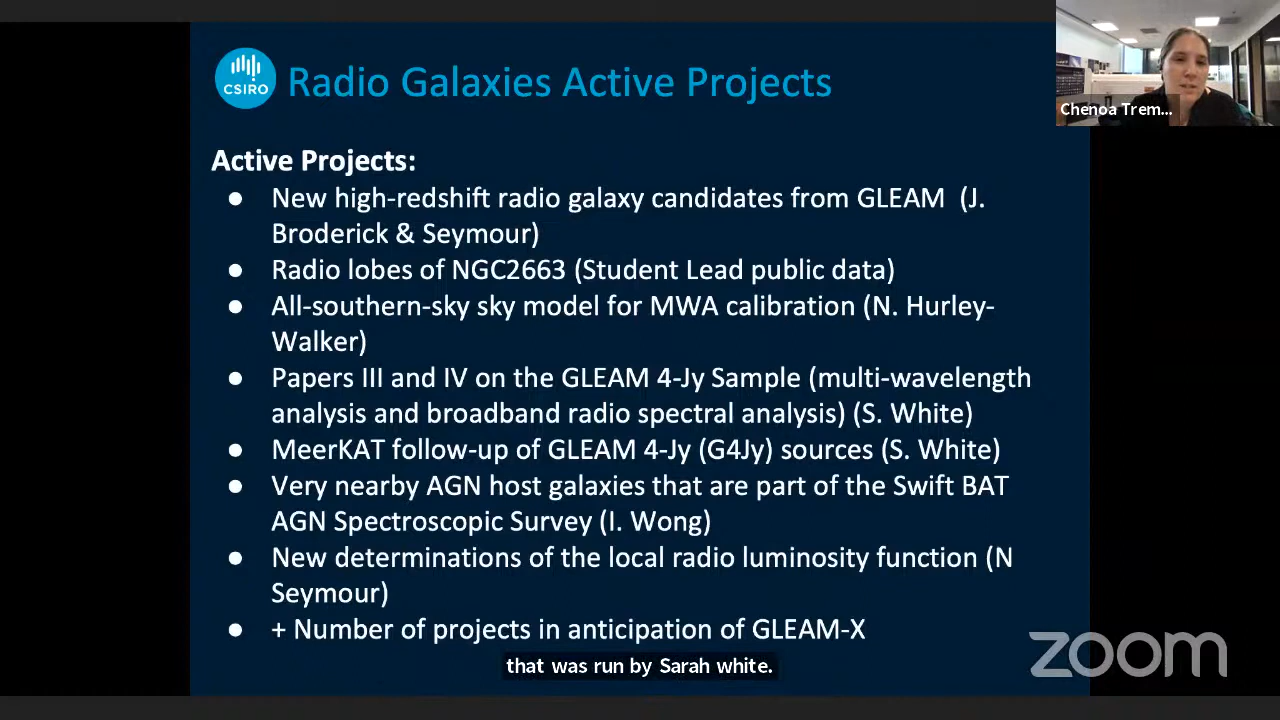 CSIRO
Radio Galaxies Active Projects
Chenoa Trem...
Active Projects:
● New high-redshift radio galaxy candidates from GLEAM (J.
Broderick & Seymour)
● Radio lobes of NGC2663 (Student Lead public data)
● All-southern-sky sky model for MWA calibration (N. Hurley-
Walker)
● Papers III and IV on the GLEAM 4-Jy Sample (multi-wavelength
analysis and broadband radio spectral analysis) (S. White)
● MeerKAT follow-up of GLEAM 4-Jy (G4Jy) sources (S. White)
● Very nearby AGN host galaxies that are part of the Swift BAT
AGN Spectroscopic Survey (I. Wong)
● New determinations of the local radio luminosity function (N
Seymour)
● + Number of projects in anticipation of GLEAM-X
that was run by Sarah white.
zoom